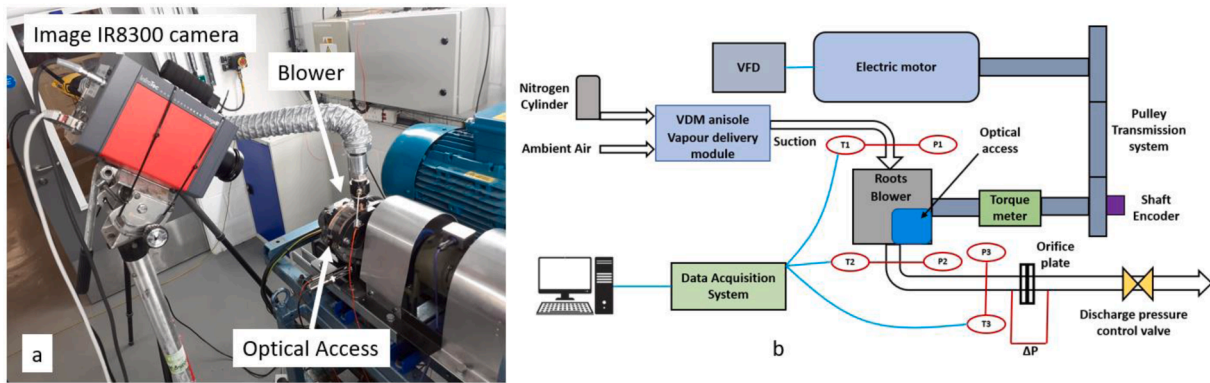 Image IR8300 camera
Blower
Optical Access
a
VFD
Electric motor
Nitrogen
Cylinder
VDM anisole
Vapour delivery
module
Ambient Air
Suction
T1
P1
Optical
access
Pulley
Transmission
system
Roots
Blower
Torque
meter
Shaft
Encoder
T2
P2
P3
Orifice
plate
Data Acquisition
System
T3
Discharge pressure
control valve
ΔP
b